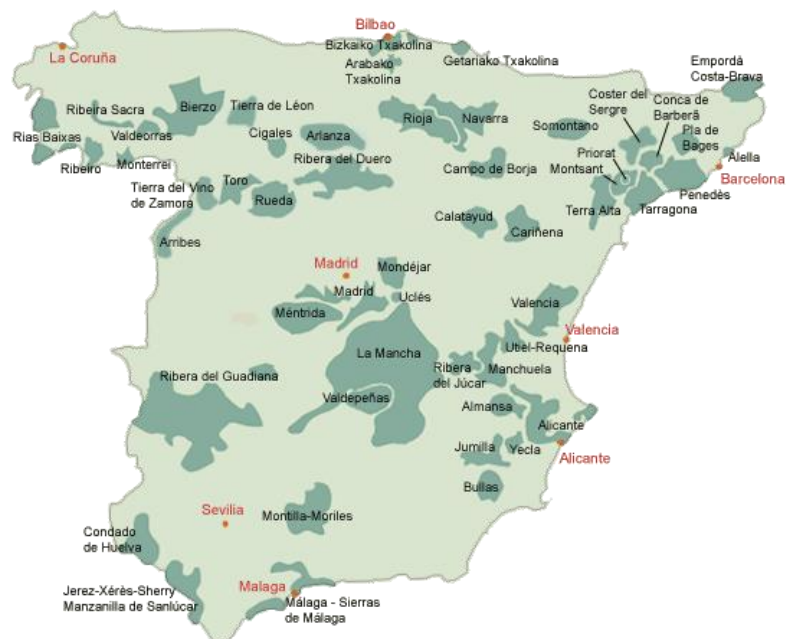 Bilbao
Bizkaiko Txakolina
La Coruña
Arabako
Txakolina
Getariako Txakolina
Empordá
Costa-Brava
Ribeira Sacra
Bierzo
Tierra de Léon
Rioja
Navarra
Coster del
Sergre
Conca de
Barberã
Rias Baixas
Valdeorras
Cigales
Arlanza
Somontano
Pla de
Bages
Ribeiro
Monterrei
Ribera del Duero
Campo de Borja
Priorat
Montsant
Alella
Barcelona
Tierra del Vino
de Zamora
Toro
Rueda
Penedès
Terra Alta
Tarragona
Calatayud
Cariñena
Arribes
Madrid
Mondéjar
Madrid
Uclés
Méntrida
Valencia
Valencia
La Mancha
Utiel-Requena
Ribera
del Júcar
Manchuela
Ribera del Guadiana
Valdepeñas
Almansa
Alicante
Jumilla
Yecla
Alicante
Bullas
Sevilia
Montilla-Moriles
Condado
de Huelva
Jerez-Xérès-Sherry
Manzanilla de Sanlúcar
Malaga
Málaga - Sierras
de Málaga